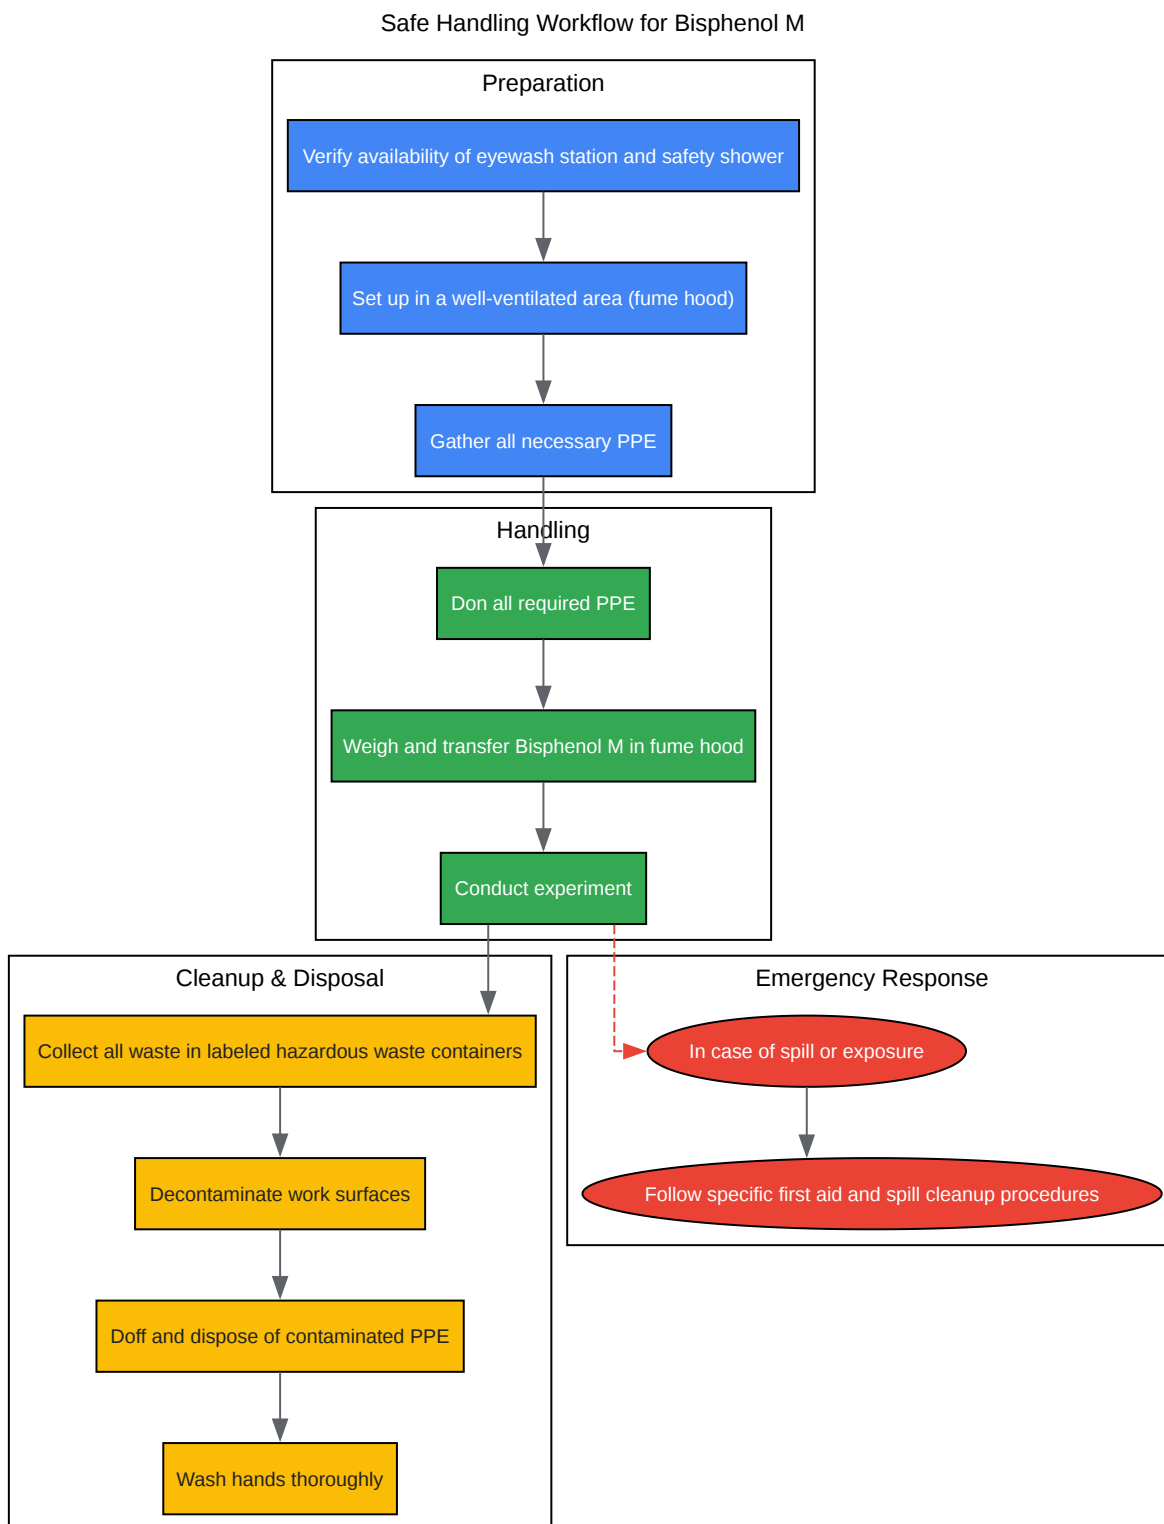 Safe Handling Workflow for Bisphenol M
Preparation
Verify availability of eyewash station and safety shower
Set up in a well-ventilated area (fume hood)
Gather all necessary PPE
Handling
Don all required PPE
Weigh and transfer Bisphenol M in fume hood
Conduct experiment
Cleanup & Disposal
Collect all waste in labeled hazardous waste containers
Decontaminate work surfaces
Doff and dispose of contaminated PPE
Wash hands thoroughly
Emergency Response
In case of spill or exposure
Follow specific first aid and spill cleanup procedures